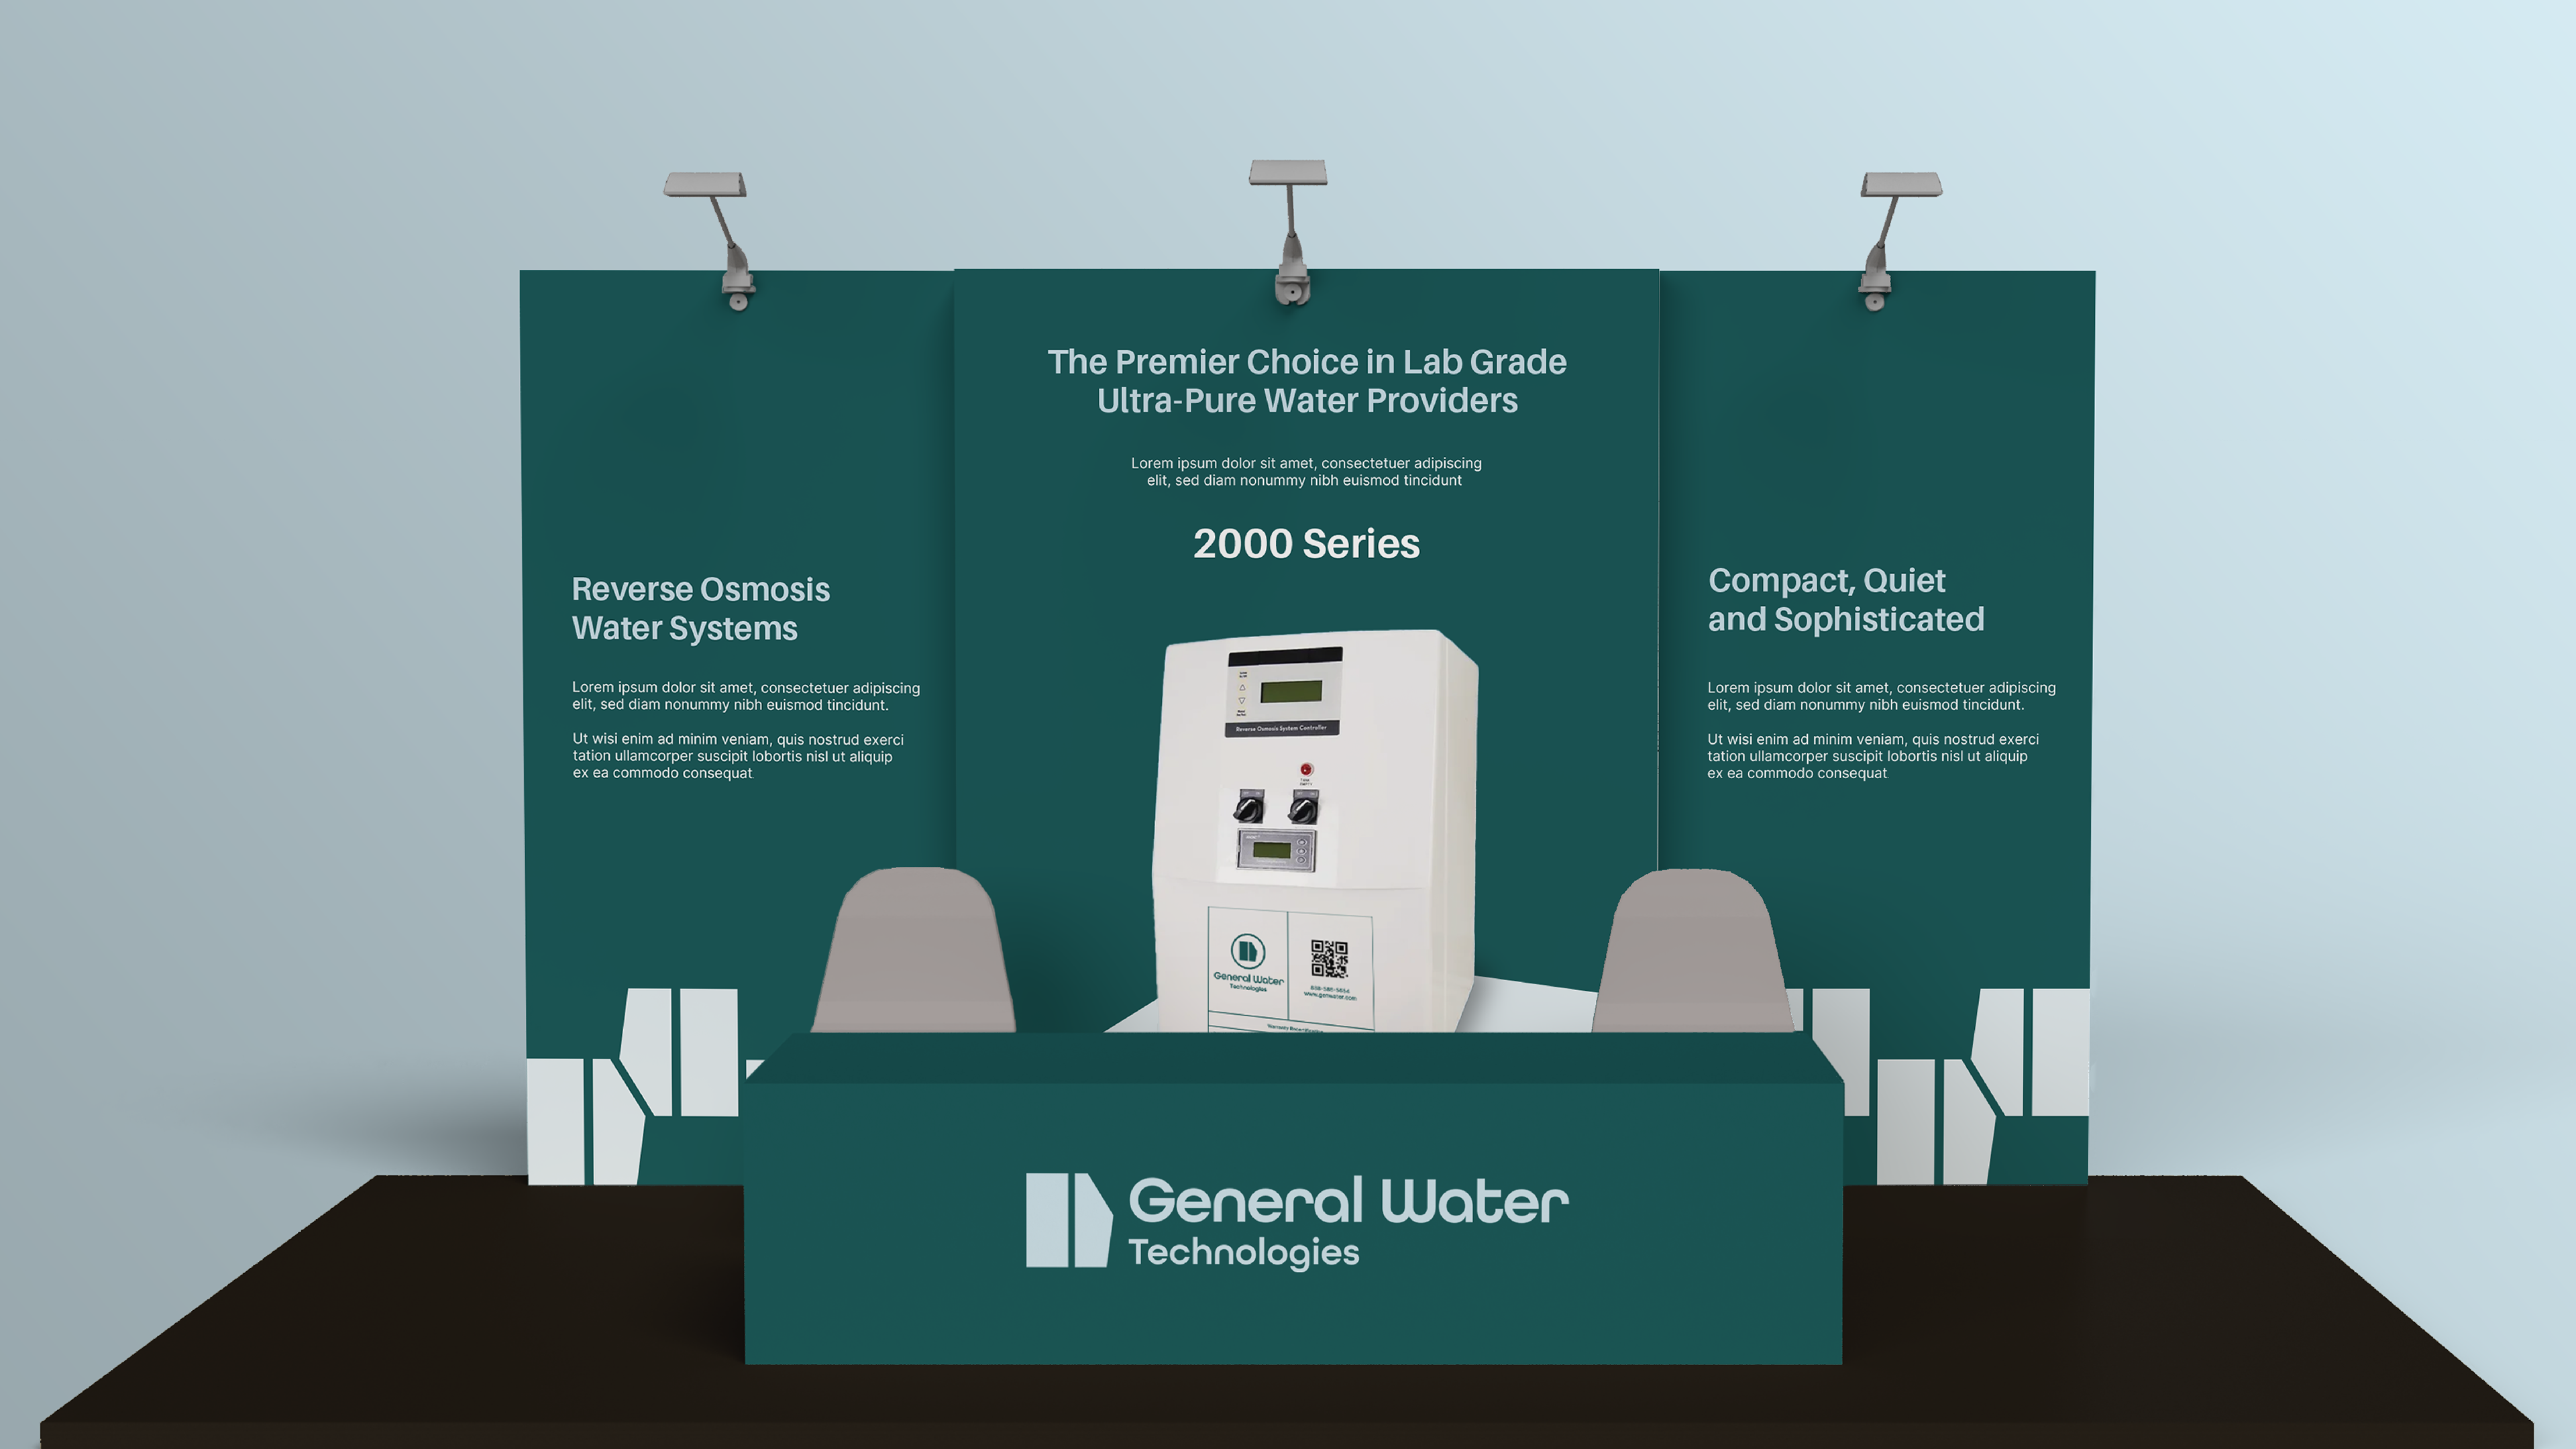 The Premier Choice in Lab Grade
Ultra-Pure Water Providers
Lorem ipsum dolor sit amet, consectetuer adipiscing
elit, sed diam nonummy nibh euismod tincidunt
2000 Series
Reverse Osmosis
Water Systems
Lorem ipsum dolor sit amet, consectetuer adipiscing
elit, sed diam nonummy nibh euismod tincidunt.
Ut wisi enim ad minim veniam, quis nostrud exerci
tation ullamcorper suscipit lobortis nisl ut aliquip
ex ea commodo consequat
Compact, Quiet
and Sophisticated
Lorem ipsum dolor sit amet, consectetuer adipiscing
elit, sed diam nonummy nibh euismod tincidunt.
Ut wisi enim ad minim veniam, quis nostrud exerci
tation ullamcorper suscipit lobortis nisl ut aliquip
ex ea commodo consequat
Reverse Osmosis System Controller
General Water
Technologies
www.genwater.com
General Water
Technologies